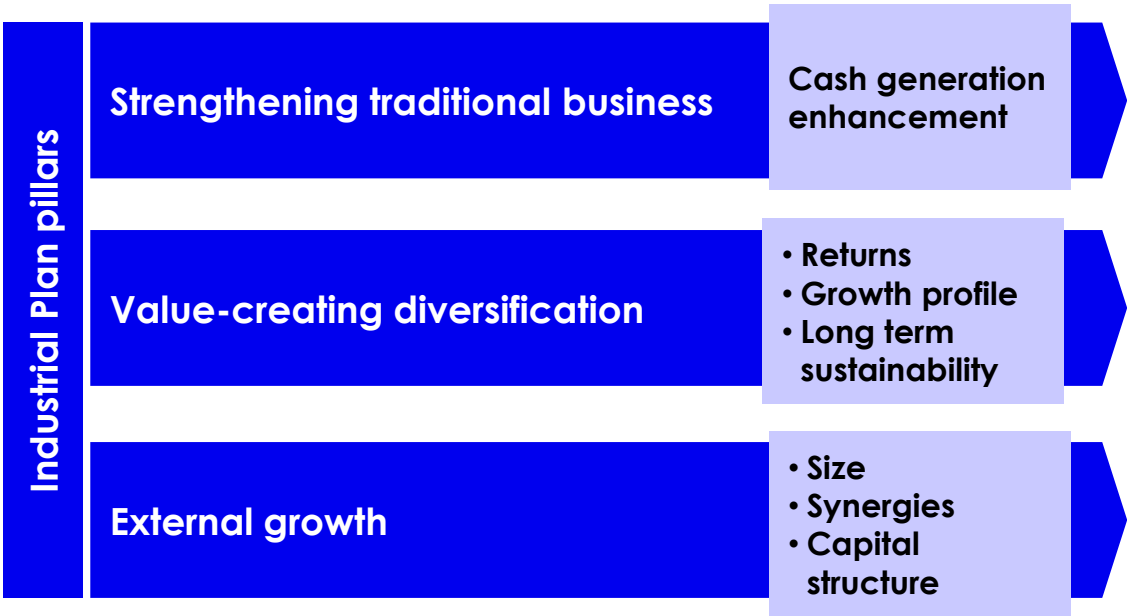 Industrial Plan pillars
Strengthening traditional business
Cash generation
enhancement
Value-creating diversification
• Returns
• Growth profile
• Long term
sustainability
External growth
• Size
• Synergies
• Capital
structure